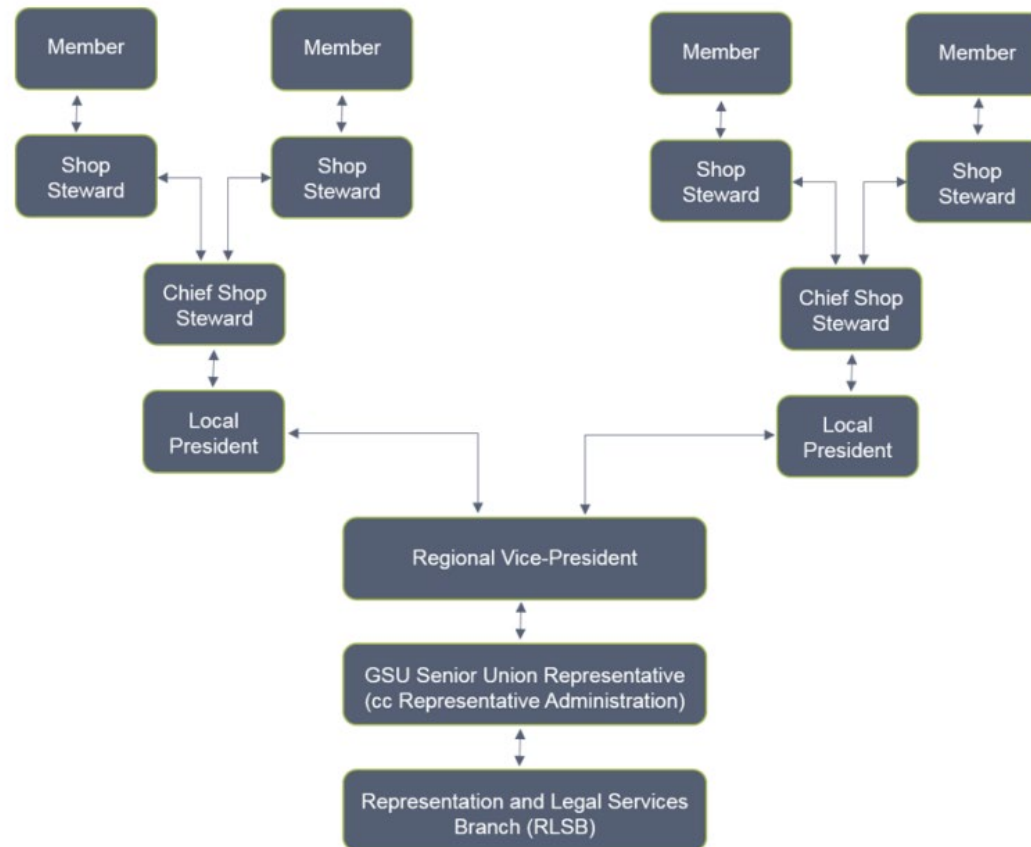 Member
Member
Member
Member
Shop
Steward
Shop
Steward
Shop
Steward
Shop
Steward
Chief Shop
Steward
Chief Shop
Steward
Local
President
Local
President
Regional Vice-President
GSU Senior Union Representative
(cc Representative Administration)
Representation and Legal Services
Branch (RLSB)